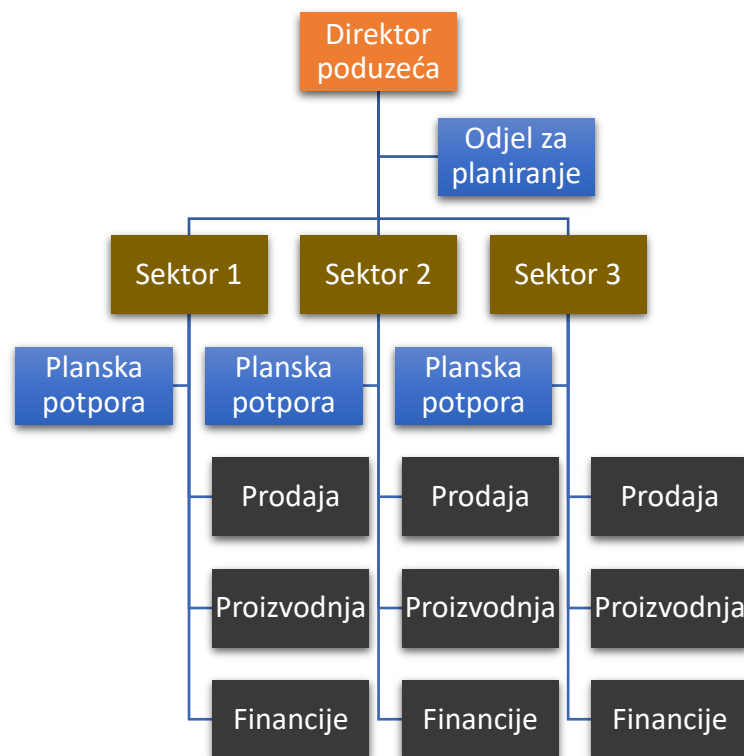 Direktor
poduzeća
Odjel za
planiranje
Sektor 1
Sektor 2
Sektor 3
Planska
potpora
Planska
potpora
Planska
potpora
Prodaja
Prodaja
Prodaja
Proizvodnja
Proizvodnja
Proizvodnja
Financije
Financije
Financije